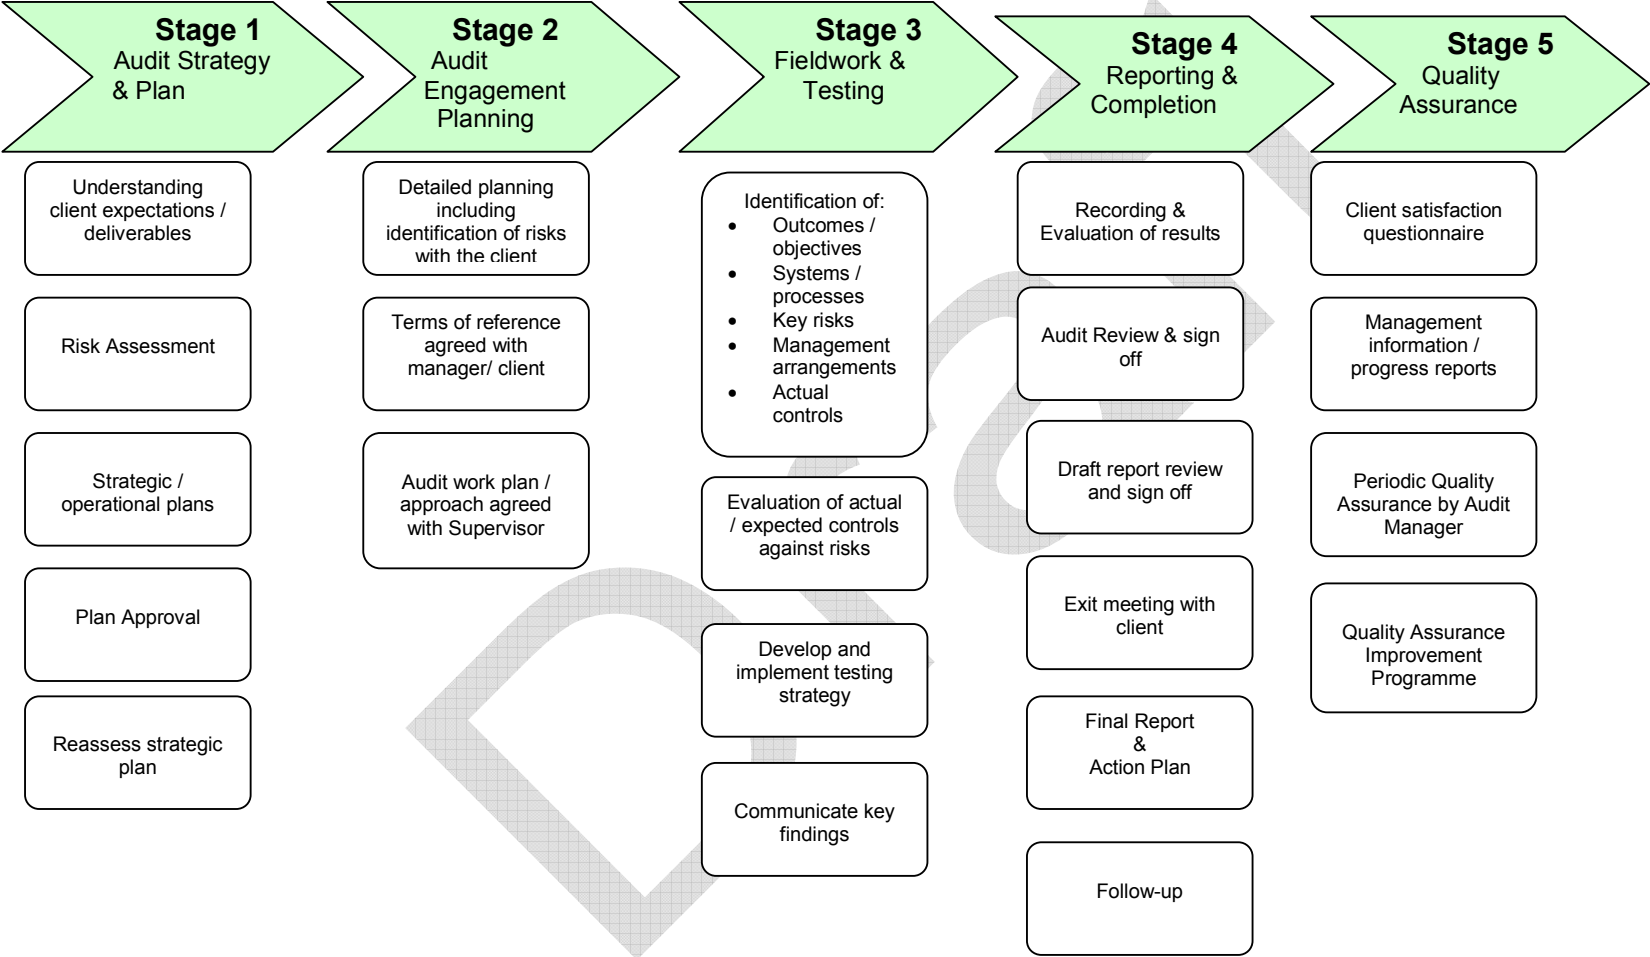 Stage 1
Audit Strategy
& Plan
Stage 2
Audit
Engagement
Planning
Stage 3
Fieldwork &
Testing
Stage 4
Reporting &
Completion
Stage 5
Quality
Assurance
Understanding
client expectations /
deliverables
Risk Assessment
Strategic /
operational plans
Plan Approval
Reassess strategic
plan
Detailed planning
including
identification of risks
with the client
Terms of reference
agreed with
manager/ client
Audit work plan /
approach agreed
with Supervisor
Identification of:
• Outcomes /
objectives
• Systems /
processes
• Key risks
• Management
arrangements
• Actual
controls
Evaluation of actual
/ expected controls
against risks
Develop and
implement testing
strategy
Communicate key
findings
Recording &
Evaluation of results
Audit Review & sign
off
Draft report review
and sign off
Exit meeting with
client
Final Report
&
Action Plan
Follow-up
Client satisfaction
questionnaire
Management
information /
progress reports
Periodic Quality
Assurance by Audit
Manager
Quality Assurance
Improvement
Programme